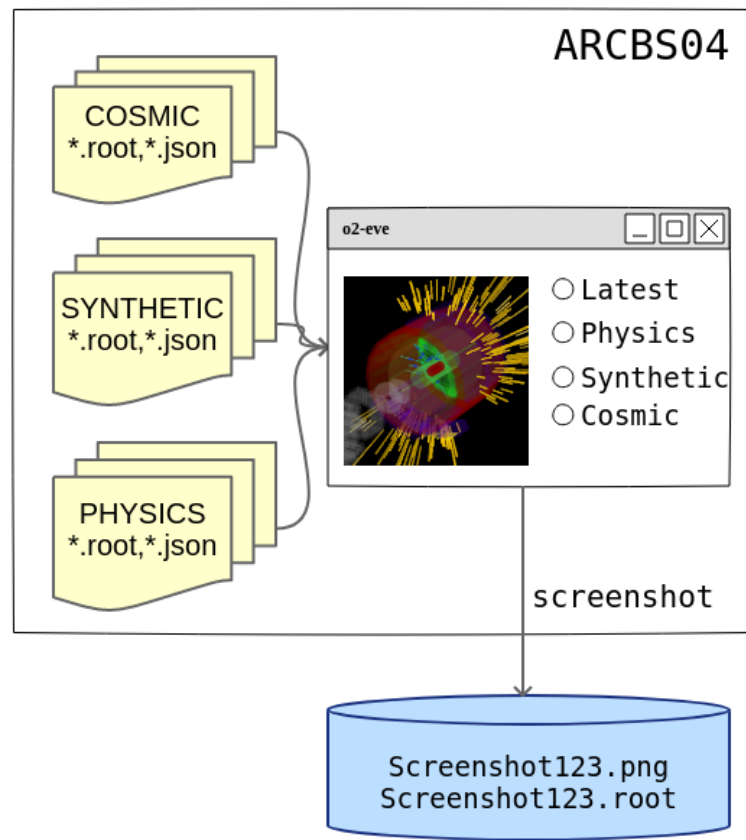 ARCBS04
COSMIC
*.root,*.json
SYNTHETIC
*.root,*.json
PHYSICS
*.root,*.json
o2-eve
Latest
Physics
Synthetic
Cosmic
screenshot
Screenshot123.png
Screenshot123.root